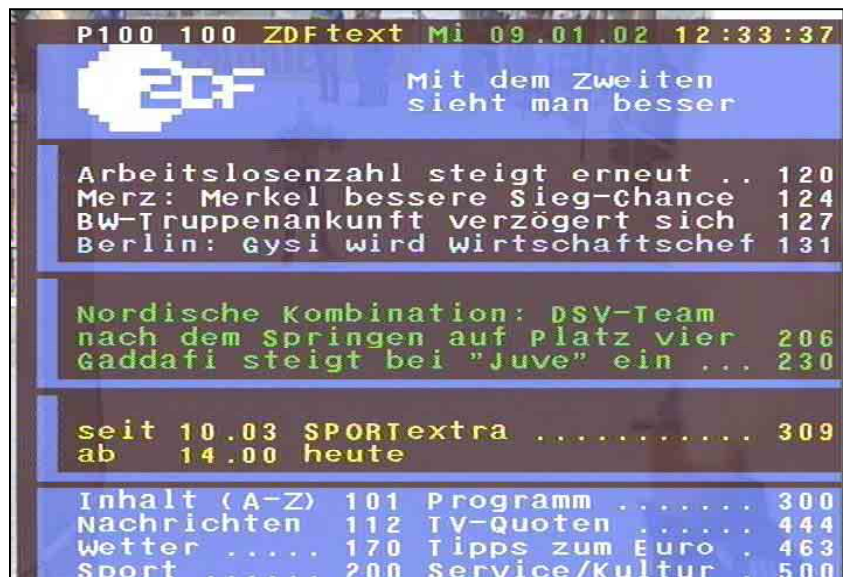 P100 100 ZDFtext Mi 09.01.02 12:33:37
ZDF
Mit dem Zweiten
sieht man besser
Arbeitslosenzahl steigt erneut .. 120
Merz: Merkel bessere Sieg-Chance 124
BW-Truppenankunft verzögert sich 127
Berlin: Gysi wird Wirtschaftschef 131
Nordische Kombination: DSV-Team
nach dem Springen auf Platz vier 206
Gaddafi steigt bei "Juve" ein ... 230
seit 10.03 SPORTextra ........... 309
ab 14.00 heute
Inhalt (A-Z) 101 Programm ....... 300
Nachrichten 112 TV-Quoten ...... 444
Wetter ..... 170 Tipps zum Euro . 463
Sport ...... 200 Service/Kultur 500